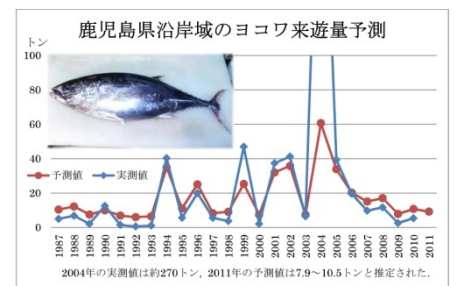 鹿児島県沿岸域のヨコワ来遊量予測
トン
100
80
60
40
20
0
予測値 実測値
1987 1988 1989 1990 1991 1992 1993 1994 1995 1996 1997 1998 1999 2000 2001 2002 2003 2004 2005 2006 2007 2008 2009 2010 2011
2004年の実測値は約270トン, 2011年の予測値は7.9～10.5トンと推定された.